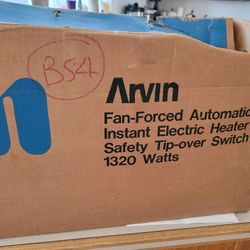 BS4
Arvin
Fan-Forced Automatic
Instant Electric Heater
Safety Tip-over Switch
1320 Watts